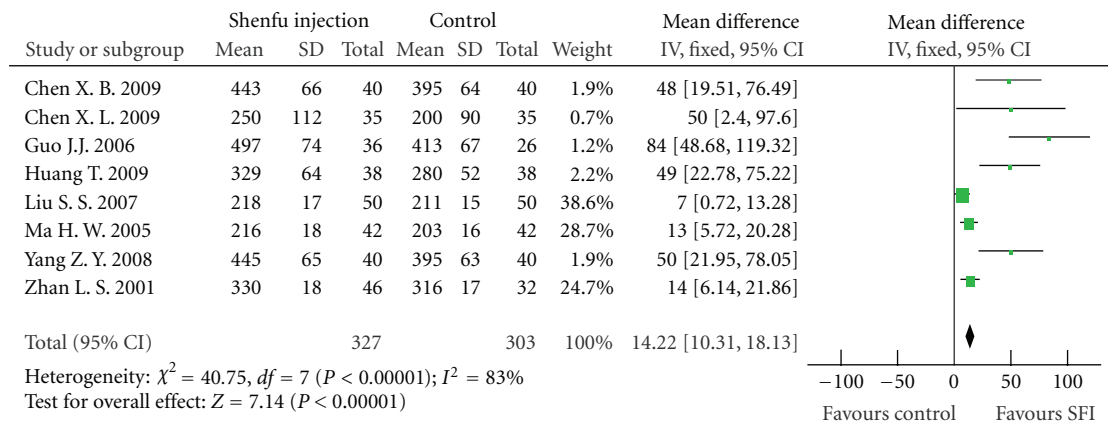 Shenfu injection Control Mean difference Mean difference
Study or subgroup Mean SD Total Mean SD Total Weight IV, fixed, 95% CI IV, fixed, 95% CI
Chen X. B. 2009 443 66 40 395 64 40 1.9% 48 [19.51, 76.49]
Chen X. L. 2009 250 112 35 200 90 35 0.7% 50 [2.4, 97.6]
Guo J.J. 2006 497 74 36 413 67 26 1.2% 84 [48.68, 119.32]
Huang T. 2009 329 64 38 280 52 38 2.2% 49 [22.78, 75.22]
Liu S. S. 2007 218 17 50 211 15 50 38.6% 7 [0.72, 13.28]
Ma H. W. 2005 216 18 42 203 16 42 28.7% 13 [5.72, 20.28]
Yang Z. Y. 2008 445 65 40 395 63 40 1.9% 50 [21.95, 78.05]
Zhan L. S. 2001 330 18 46 316 17 32 24.7% 14 [6.14, 21.86]
Total (95% CI) 327 303 100% 14.22 [10.31, 18.13]
Heterogeneity: χ² = 40.75, df = 7 (P < 0.00001); I² = 83%
Test for overall effect: Z = 7.14 (P < 0.00001)
−100 −50 0 50 100
Favours control Favours SFI